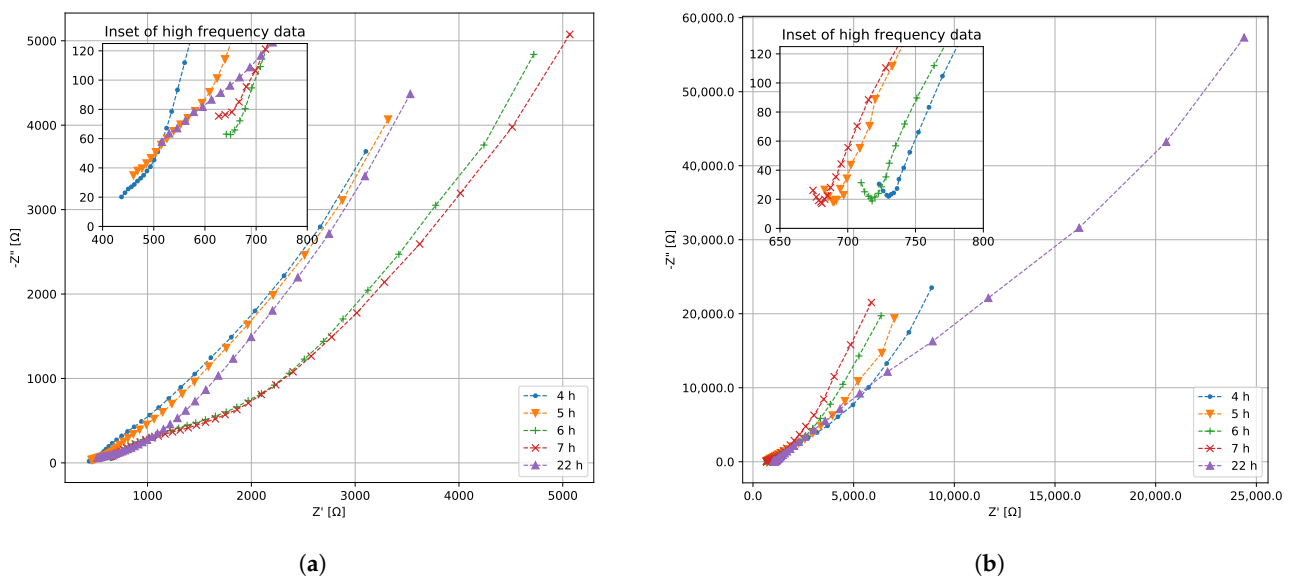 Inset of high frequency data
120
100
80
60
40
20
0
400 500 600 700 800
5000
4000
3000
2000
1000
0
-Z" [Ω]
1000 2000 3000 4000 5000
Z' [Ω]
4 h
5 h
6 h
7 h
22 h
(a)
Inset of high frequency data
120
100
80
60
40
20
0
650 700 750 800
60,000.0
50,000.0
40,000.0
30,000.0
20,000.0
10,000.0
0.0
-Z" [Ω]
0.0 5,000.0 10,000.0 15,000.0 20,000.0 25,000.0
Z' [Ω]
4 h
5 h
6 h
7 h
22 h
(b)